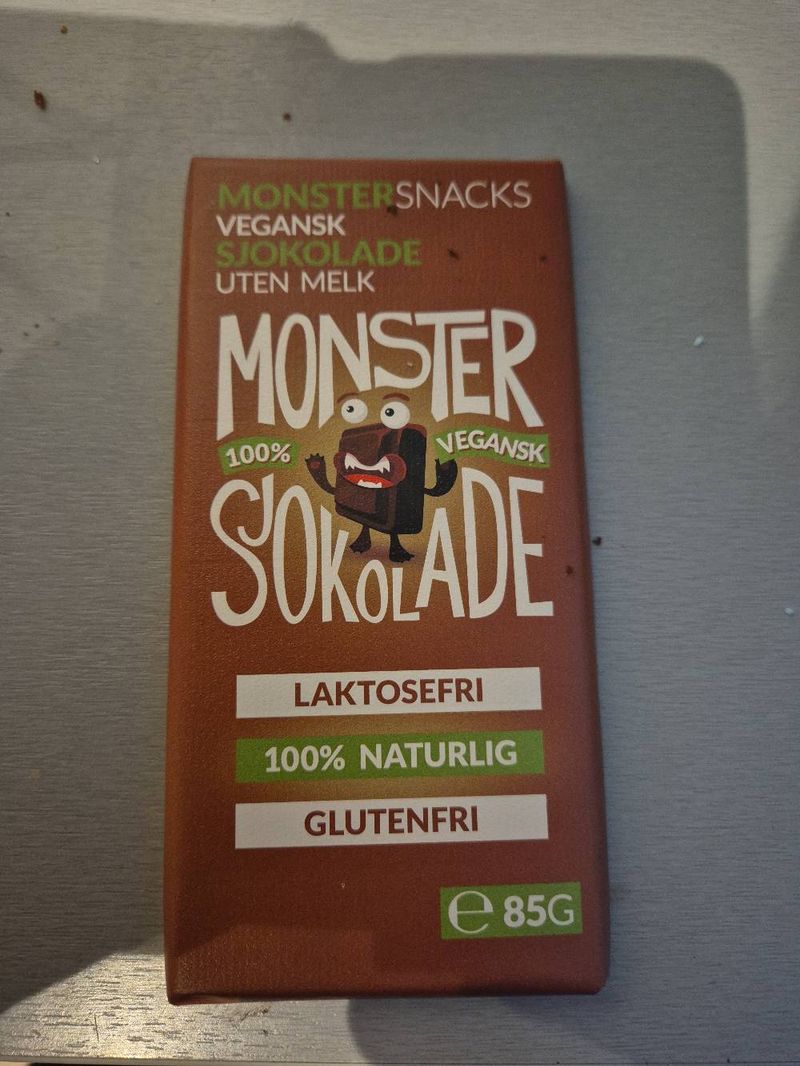 MONSTERSNACKS
VEGANSK
SJOKOLADE
UTEN MELK
MONSTER
100% VEGANSK
SJOKOLADE
LAKTOSEFRI
100% NATURLIG
GLUTENFRI
℮ 85G